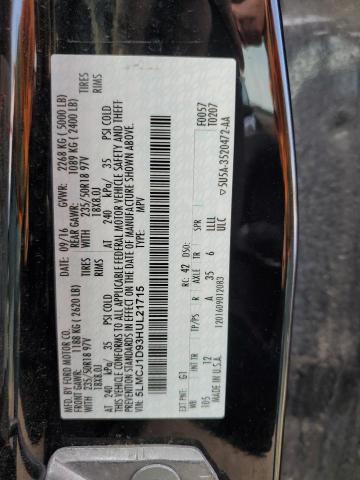 MFD. BY FORD MOTOR CO.
DATE: 09/16 GVWR: 2268 KG (5000 LB)
FRONT GAWR: 1188 KG (2620 LB) REAR GAWR: 1089 KG (2400 LB)
WITH 235/50R18 97V TIRES WITH 235/50R18 97V TIRES
18X8.0J RIMS 18X8.0J RIMS
AT 240 kPa/ 35 PSI COLD AT 240 kPa/ 35 PSI COLD
THIS VEHICLE CONFORMS TO ALL APPLICABLE FEDERAL MOTOR VEHICLE SAFETY AND THEFT PREVENTION STANDARDS IN EFFECT ON THE DATE OF MANUFACTURE SHOWN ABOVE.
VIN: 5LMCJ1D93HUL21715
TYPE: MPV
F0057
T0207
EXT PNT: G1 RC: 42 DSO:
WB INT TR TP/PS R AXLE TR SPR
105 12 A 35 6 LLLL
ULC
MADE IN U.S.A. 1201609012083
5U5A-3520472-AA